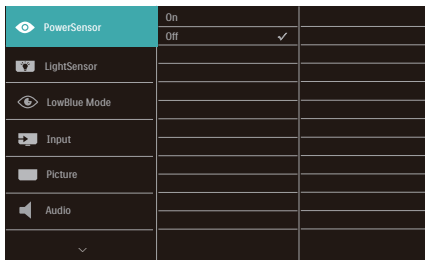 PowerSensor
On
Off
LightSensor
LowBlue Mode
Input
Picture
Audio